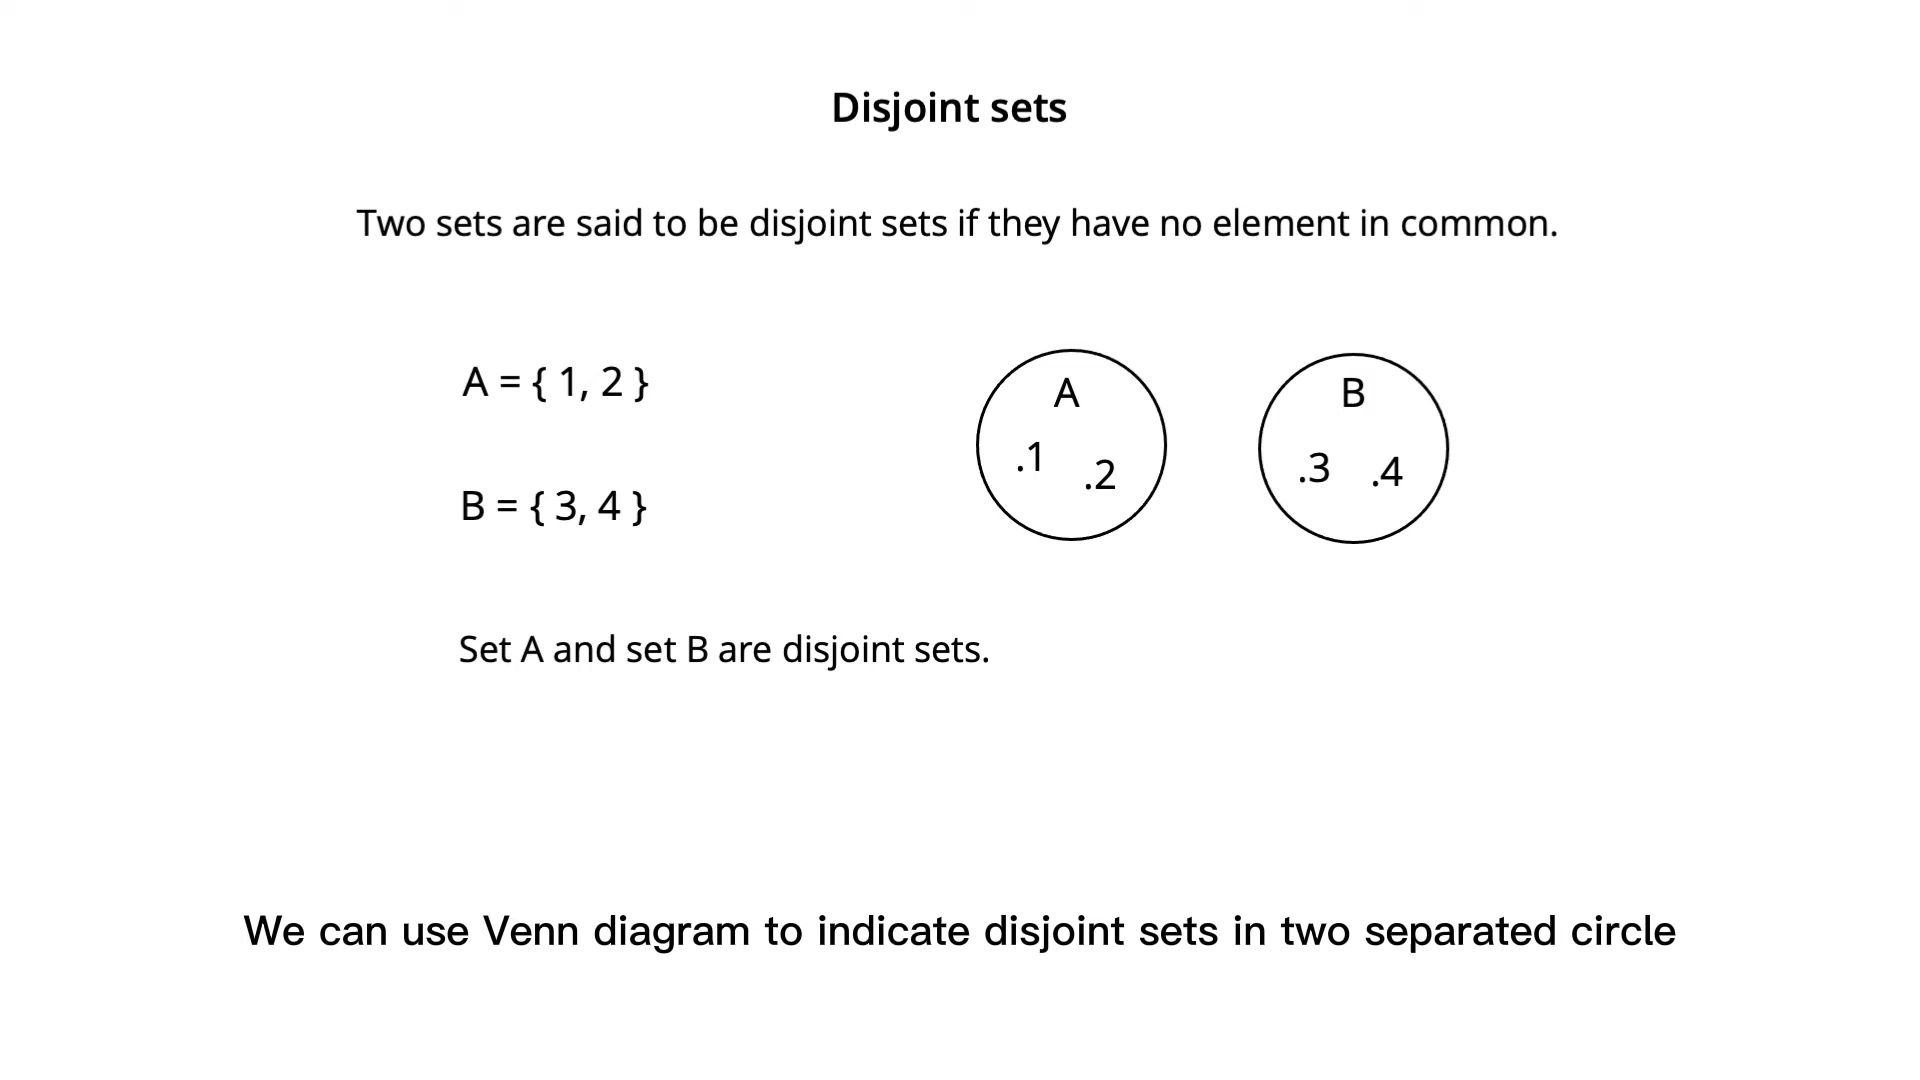 Disjoint sets
Two sets are said to be disjoint sets if they have no element in common.
A = { 1, 2 }
B = { 3, 4 }
A
.1
.2
B
.3 .4
Set A and set B are disjoint sets.
We can use Venn diagram to indicate disjoint sets in two separated circle